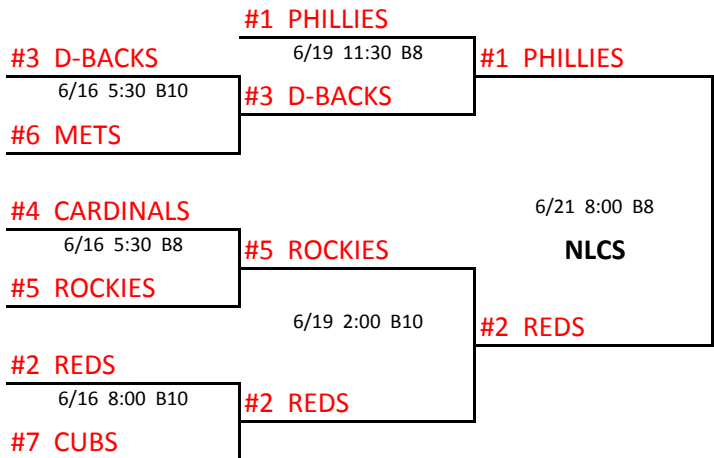 #1 PHILLIES
6/19 11:30 B8
#3 D-BACKS
#1 PHILLIES
6/16 5:30 B10
#3 D-BACKS
#6 METS
#4 CARDINALS
6/21 8:00 B8
6/16 5:30 B8
#5 ROCKIES
NLCS
#5 ROCKIES
6/19 2:00 B10
#2 REDS
#2 REDS
6/16 8:00 B10
#2 REDS
#7 CUBS